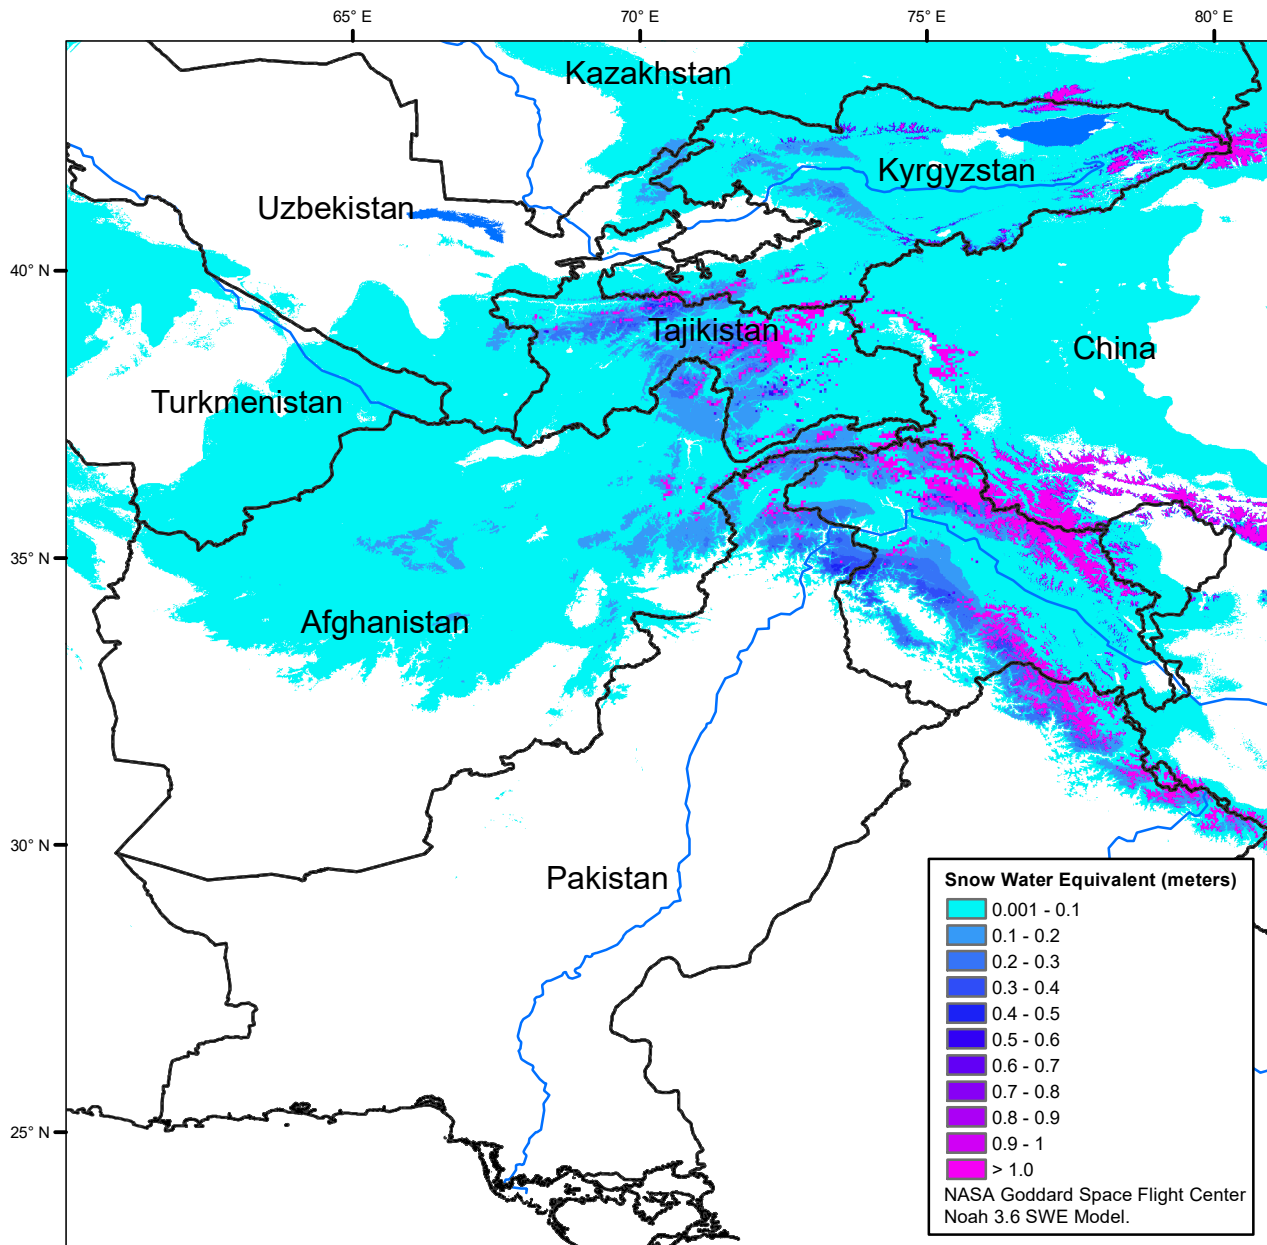 65° E
70° E
75° E
80° E
Kazakhstan
Kyrgyzstan
Uzbekistan
40° N
Tajikistan
China
Turkmenistan
35° N
Afghanistan
30° N
Pakistan
25° N
Snow Water Equivalent (meters)
0.001 - 0.1
0.1 - 0.2
0.2 - 0.3
0.3 - 0.4
0.4 - 0.5
0.5 - 0.6
0.6 - 0.7
0.7 - 0.8
0.8 - 0.9
0.9 - 1
> 1.0
NASA Goddard Space Flight Center
Noah 3.6 SWE Model.